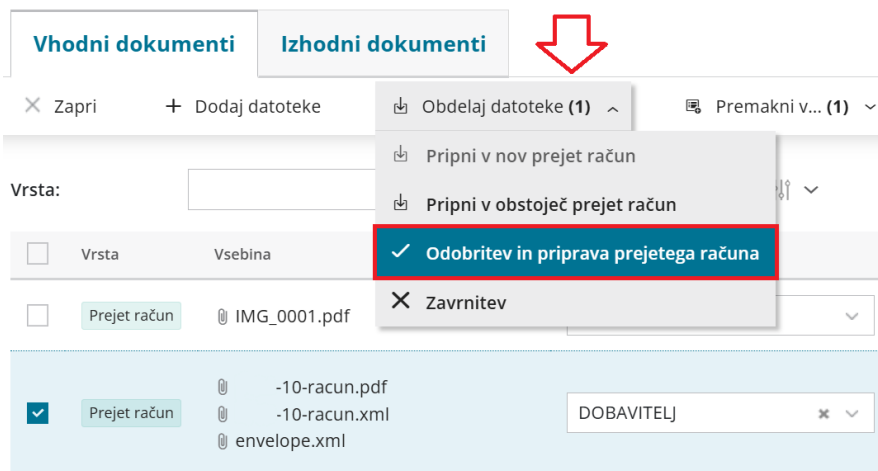 Vhodni dokumenti
Izhodni dokumenti
Zapri
Dodaj datoteke
Obdelaj datoteke (1)
Premakni v... (1)
Pripni v nov prejet račun
Vrsta:
Pripni v obstoječ prejet račun
Vrsta
Vsebina
Odobritev in priprava prejetega računa
Zavrnitev
Prejet račun
IMG_0001.pdf
Prejet račun
-10-racun.pdf
-10-racun.xml
envelope.xml
DOBAVITELJ